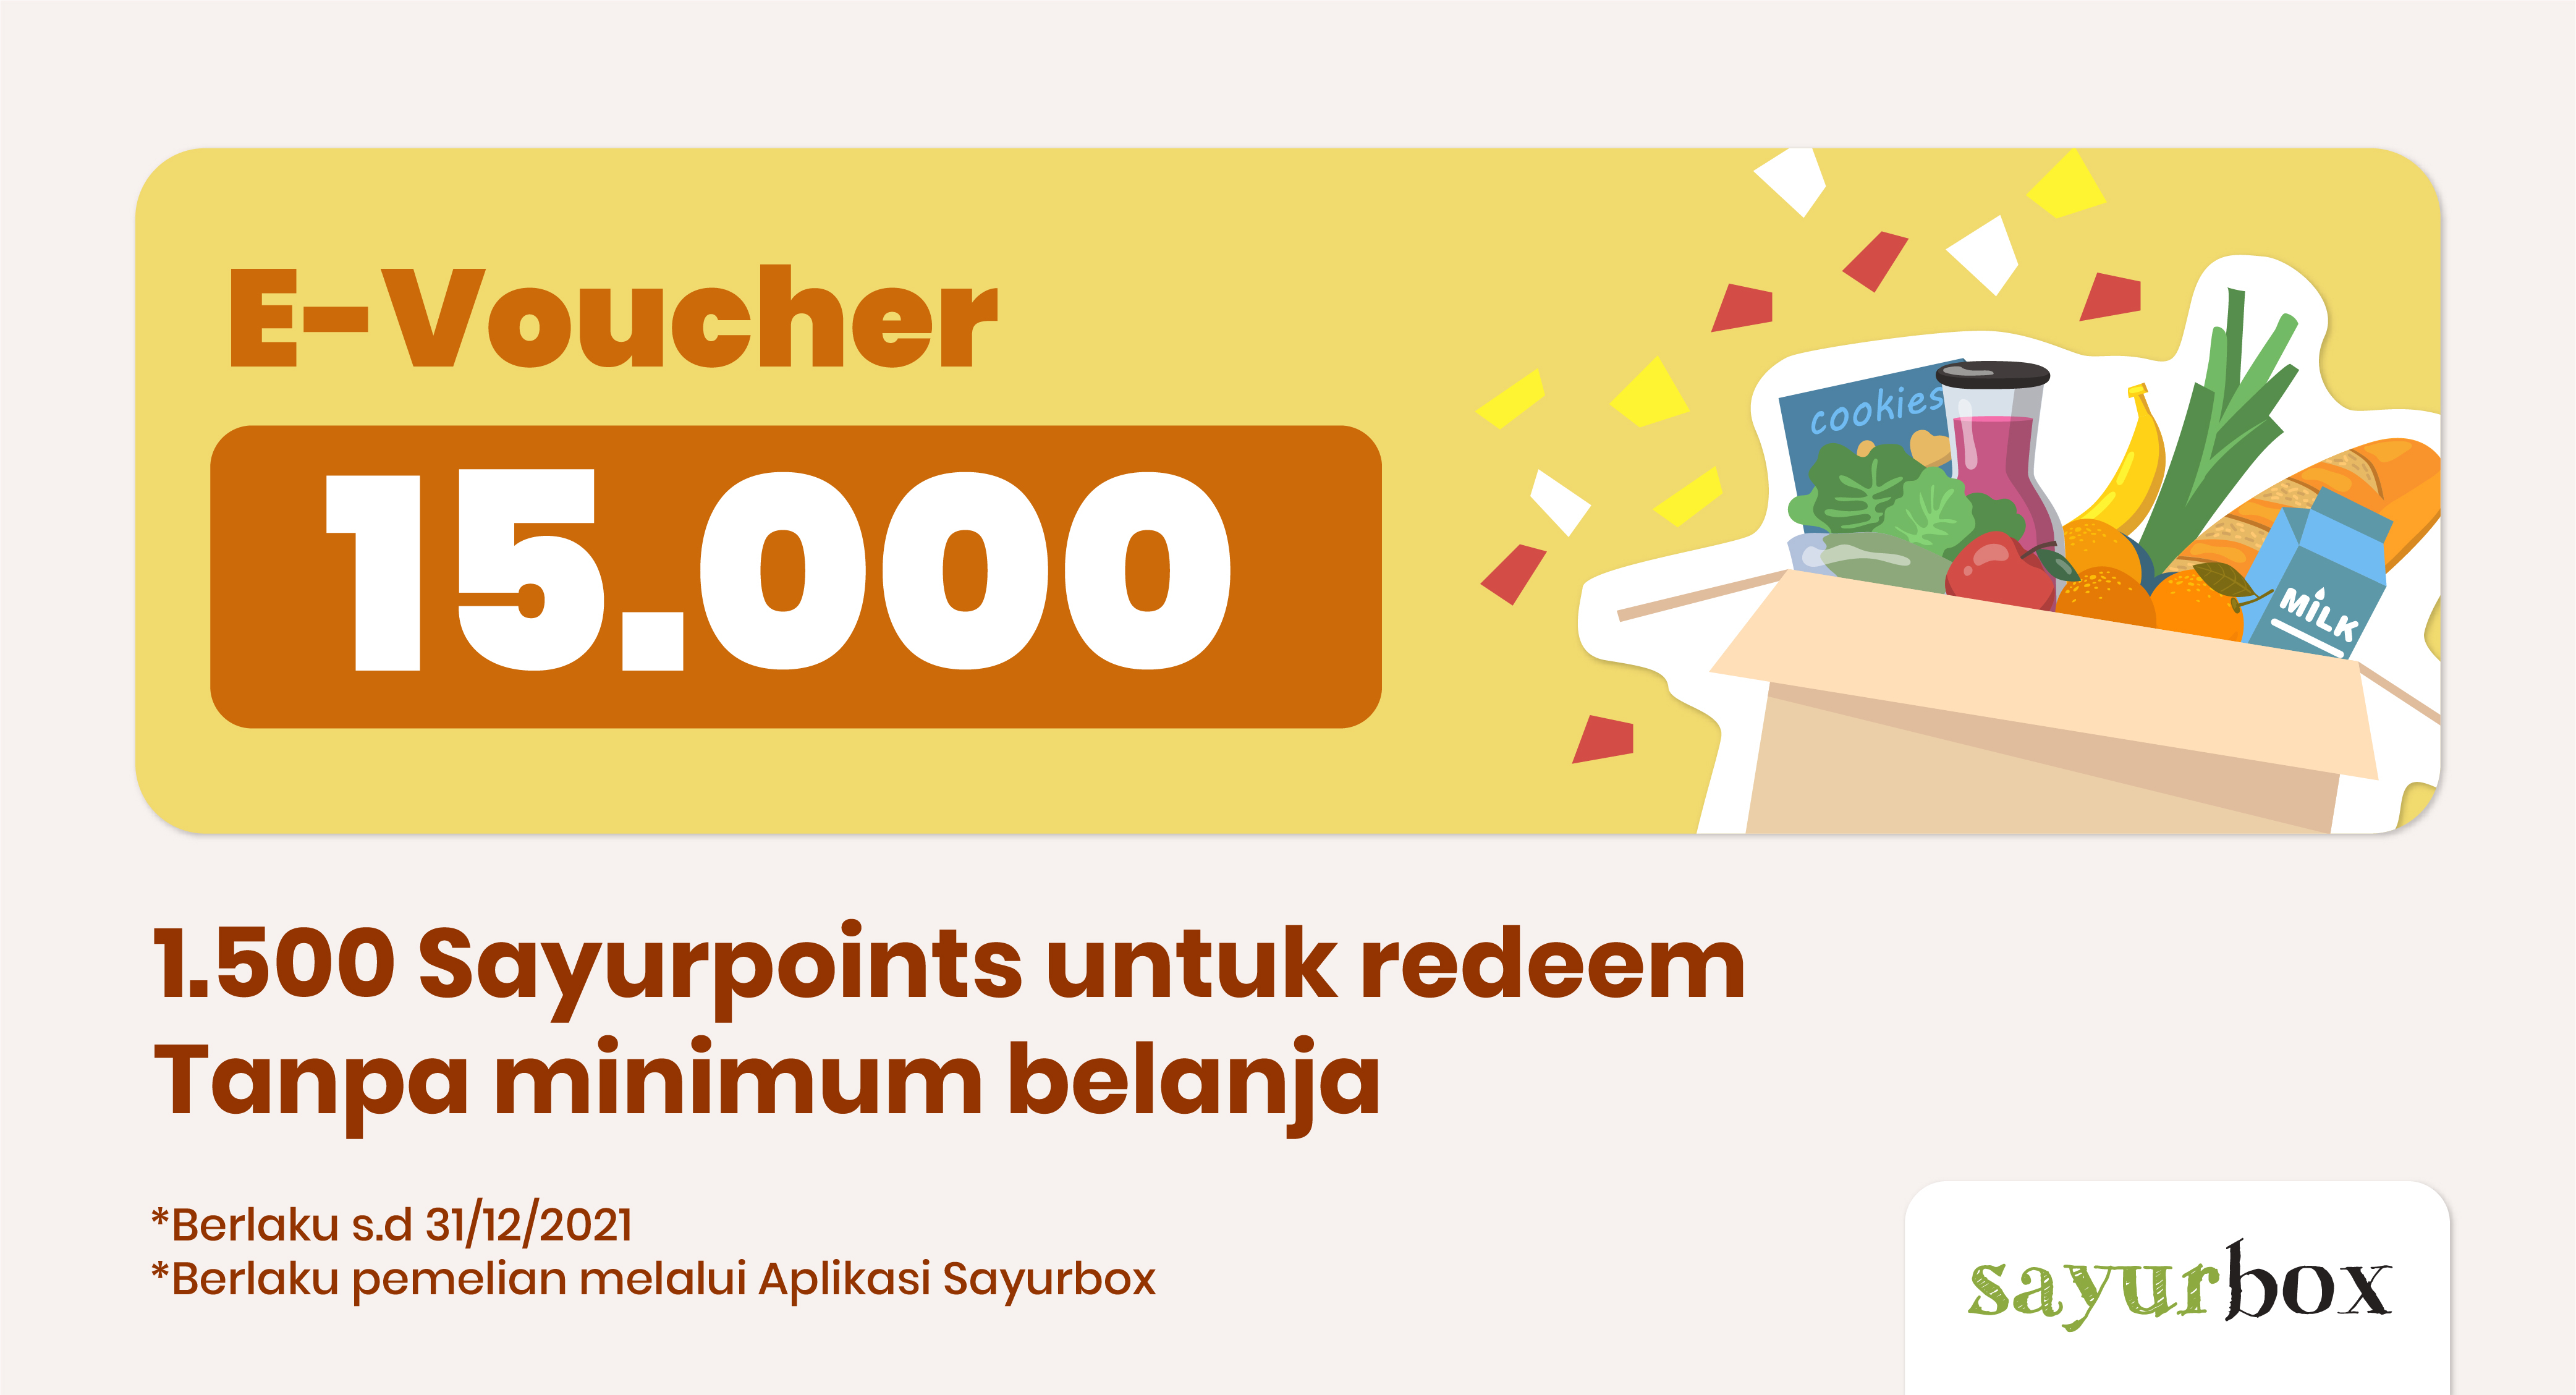 E-Voucher
15.000
cookies
MiLK
1.500 Sayurpoints untuk redeem
Tanpa minimum belanja
*Berlaku s.d 31/12/2021
*Berlaku pemelian melalui Aplikasi Sayurbox
sayurbox